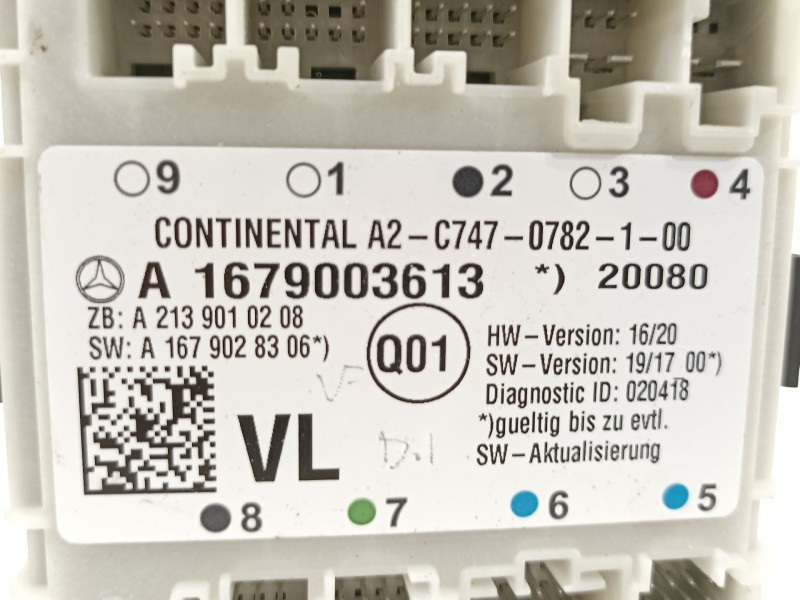 9 1 2 3 4
CONTINENTAL A2-C747-0782-1-00
A 1679003613 *) 20080
ZB: A 213 901 02 08
SW: A 167 902 83 06*)
Q01
HW-Version: 16/20
SW-Version: 19/17 00*)
Diagnostic ID: 020418
*)gueltig bis zu evtl.
SW-Aktualisierung
VL
8 7 6 5